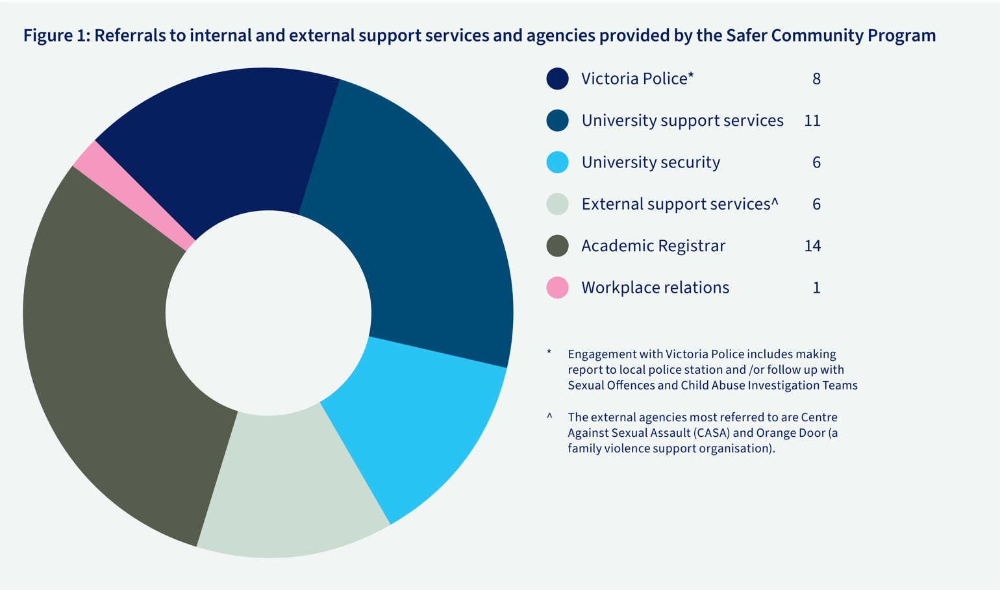 Figure 1: Referrals to internal and external support services and agencies provided by the Safer Community Program
Victoria Police* 8
University support services 11
University security 6
External support services^ 6
Academic Registrar 14
Workplace relations 1
* Engagement with Victoria Police includes making
report to local police station and /or follow up with
Sexual Offences and Child Abuse Investigation Teams
^ The external agencies most referred to are Centre
Against Sexual Assault (CASA) and Orange Door (a
family violence support organisation).